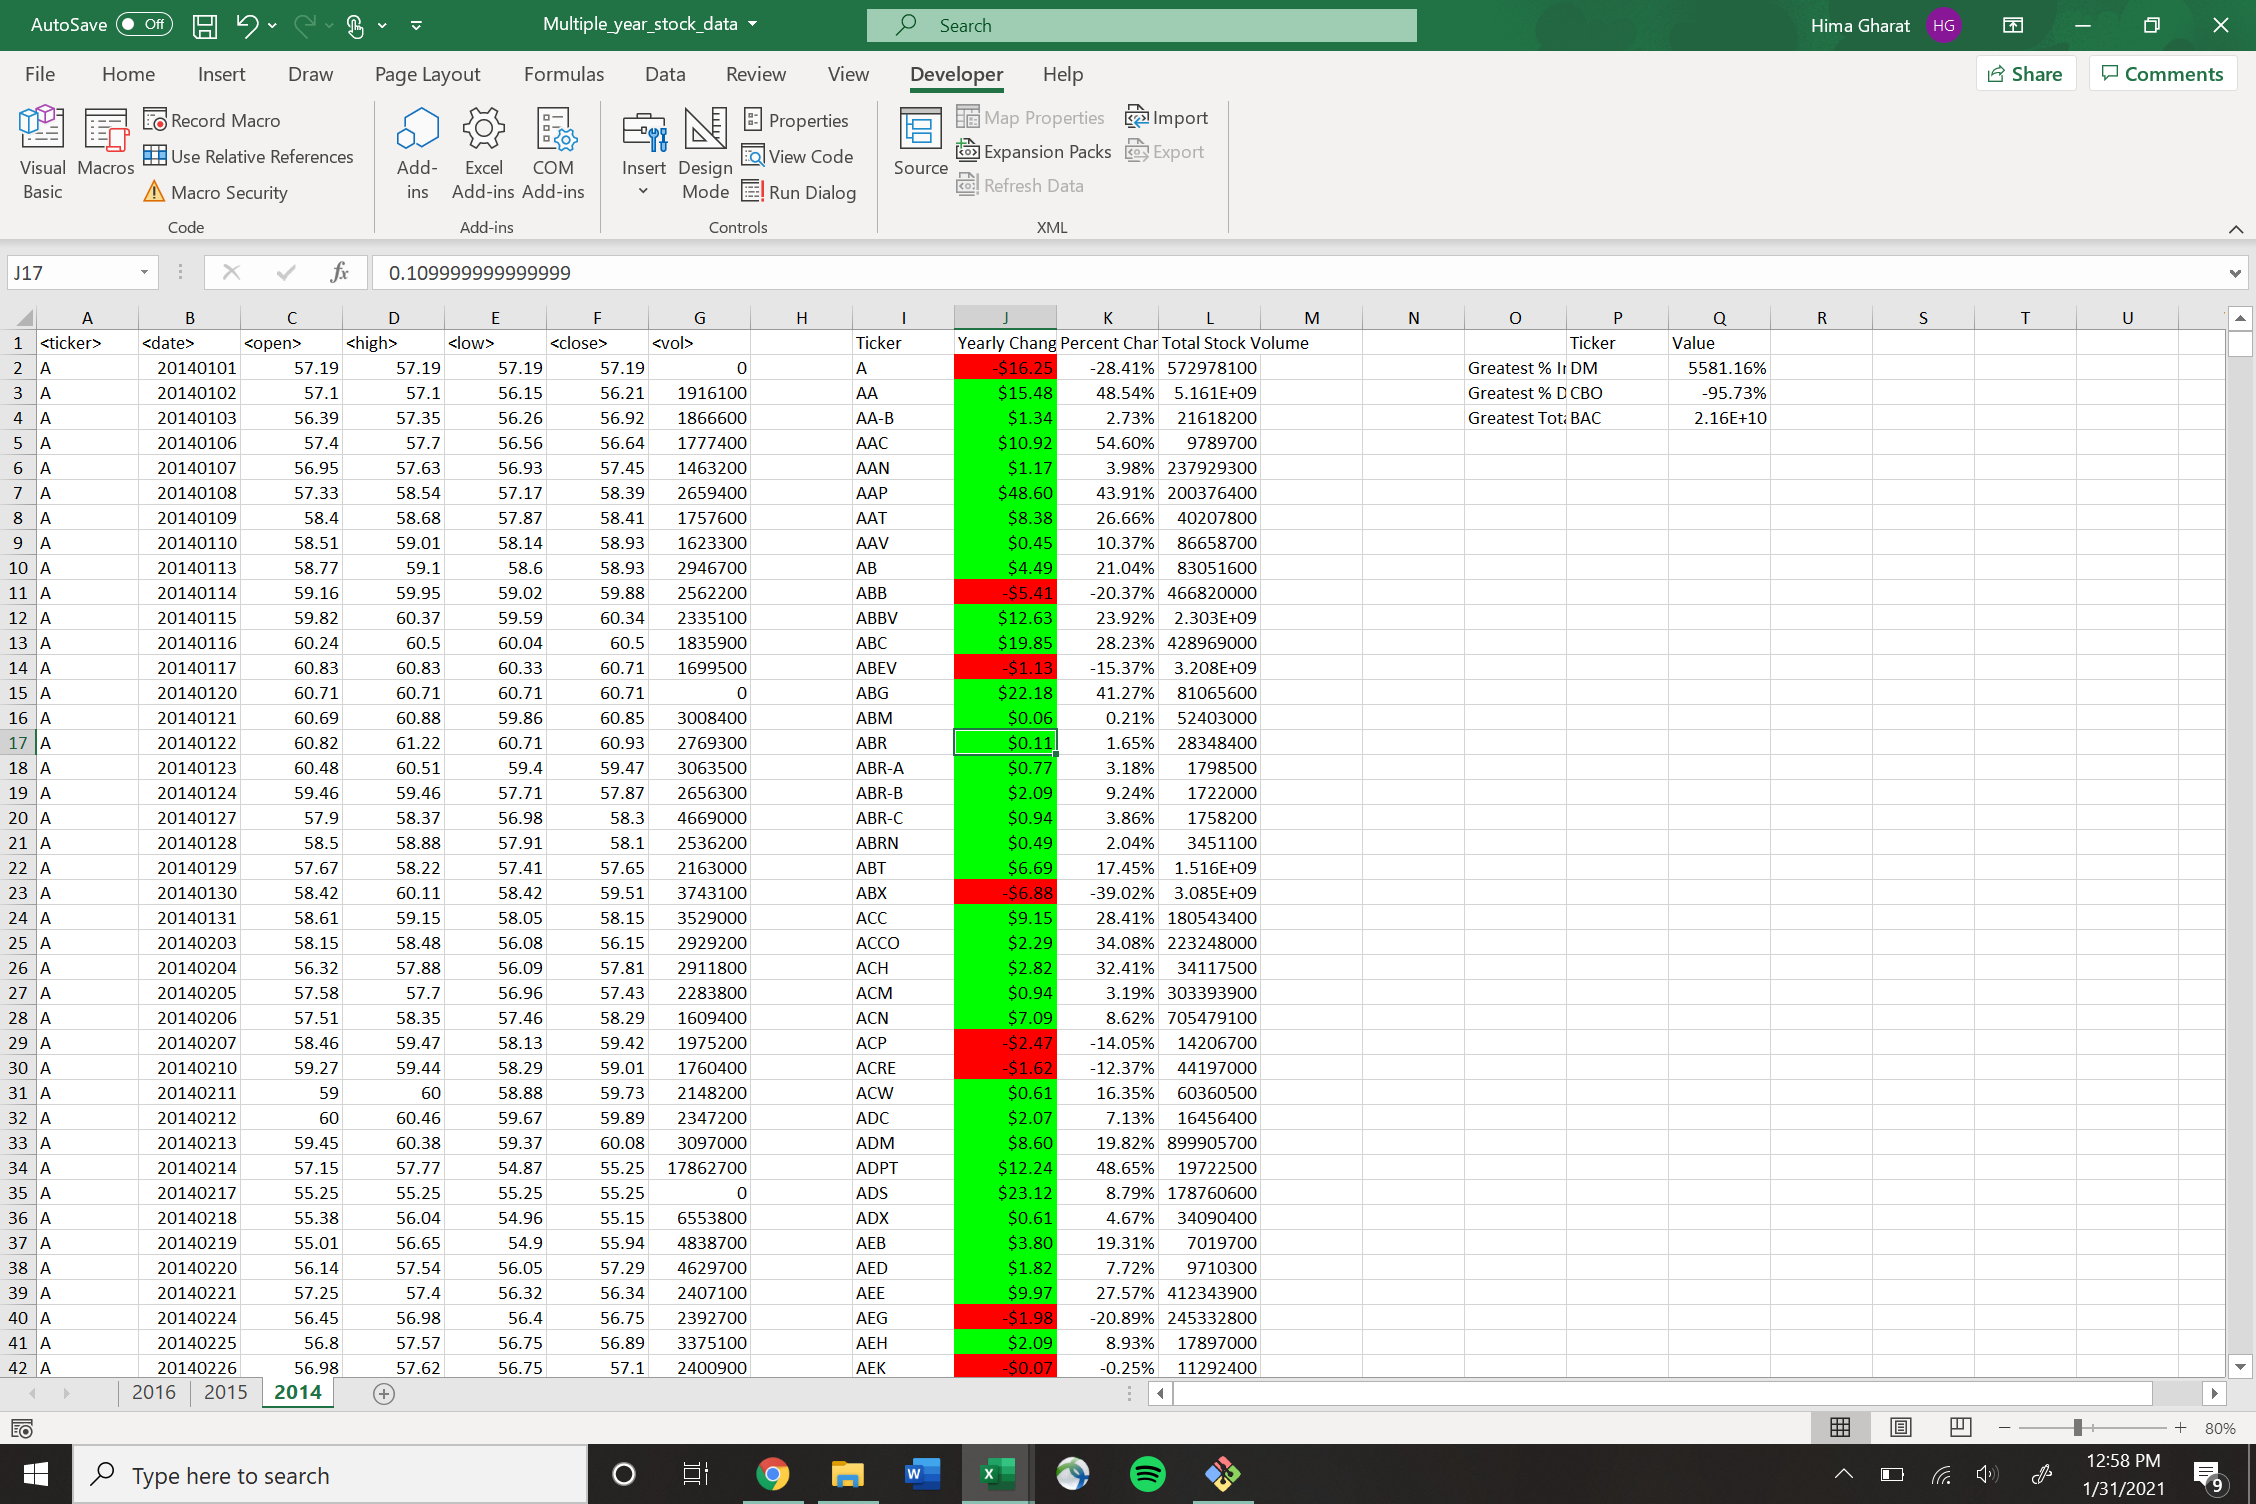 AutoSave Off Multiple_year_stock_data Search Hima Gharat HG
File Home Insert Draw Page Layout Formulas Data Review View Developer Help Share Comments
Visual Basic Macros Record Macro Use Relative References Macro Security Add-ins Excel Add-ins COM Add-ins Insert Design Mode Properties View Code Run Dialog Source Map Properties Expansion Packs Refresh Data Import Export
Code Add-ins Controls XML
J17 fx 0.109999999999999
A B C D E F G H I J K L M N O P Q R S T U
1 <ticker> <date> <open> <high> <low> <close> <vol> Ticker Yearly Chang Percent Char Total Stock Volume Ticker Value
2 A 20140101 57.19 57.19 57.19 57.19 0 A -$16.25 -28.41% 572978100 Greatest % Ir DM 5581.16%
3 A 20140102 57.1 57.1 56.15 56.21 1916100 AA $15.48 48.54% 5.161E+09 Greatest % D CBO -95.73%
4 A 20140103 56.39 57.35 56.26 56.92 1866600 AA-B $1.34 2.73% 21618200 Greatest Tota BAC 2.16E+10
5 A 20140106 57.4 57.7 56.56 56.64 1777400 AAC $10.92 54.60% 9789700
6 A 20140107 56.95 57.63 56.93 57.45 1463200 AAN $1.17 3.98% 237929300
7 A 20140108 57.33 58.54 57.17 58.39 2659400 AAP $48.60 43.91% 200376400
8 A 20140109 58.4 58.68 57.87 58.41 1757600 AAT $8.38 26.66% 40207800
9 A 20140110 58.51 59.01 58.14 58.93 1623300 AAV $0.45 10.37% 86658700
10 A 20140113 58.77 59.1 58.6 58.93 2946700 AB $4.49 21.04% 83051600
11 A 20140114 59.16 59.95 59.02 59.88 2562200 ABB -$5.41 -20.37% 466820000
12 A 20140115 59.82 60.37 59.59 60.34 2335100 ABBV $12.63 23.92% 2.303E+09
13 A 20140116 60.24 60.5 60.04 60.5 1835900 ABC $19.85 28.23% 428969000
14 A 20140117 60.83 60.83 60.33 60.71 1699500 ABEV -$1.13 -15.37% 3.208E+09
15 A 20140120 60.71 60.71 60.71 60.71 0 ABG $22.18 41.27% 81065600
16 A 20140121 60.69 60.88 59.86 60.85 3008400 ABM $0.06 0.21% 52403000
17 A 20140122 60.82 61.22 60.71 60.93 2769300 ABR $0.11 1.65% 28348400
18 A 20140123 60.48 60.51 59.4 59.47 3063500 ABR-A $0.77 3.18% 1798500
19 A 20140124 59.46 59.46 57.71 57.87 2656300 ABR-B $2.09 9.24% 1722000
20 A 20140127 57.9 58.37 56.98 58.3 4669000 ABR-C $0.94 3.86% 1758200
21 A 20140128 58.5 58.88 57.91 58.1 2536200 ABRN $0.49 2.04% 3451100
22 A 20140129 57.67 58.22 57.41 57.65 2163000 ABT $6.69 17.45% 1.516E+09
23 A 20140130 58.42 60.11 58.42 59.51 3743100 ABX -$6.88 -39.02% 3.085E+09
24 A 20140131 58.61 59.15 58.05 58.15 3529000 ACC $9.15 28.41% 180543400
25 A 20140203 58.15 58.48 56.08 56.15 2929200 ACCO $2.29 34.08% 223248000
26 A 20140204 56.32 57.88 56.09 57.81 2911800 ACH $2.82 32.41% 34117500
27 A 20140205 57.58 57.7 56.96 57.43 2283800 ACM $0.94 3.19% 303393900
28 A 20140206 57.51 58.35 57.46 58.29 1609400 ACN $7.09 8.62% 705479100
29 A 20140207 58.46 59.47 58.13 59.42 1975200 ACP -$2.47 -14.05% 14206700
30 A 20140210 59.27 59.44 58.29 59.01 1760400 ACRE -$1.62 -12.37% 44197000
31 A 20140211 59 60 58.88 59.73 2148200 ACW $0.61 16.35% 60360500
32 A 20140212 60 60.46 59.67 59.89 2347200 ADC $2.07 7.13% 16456400
33 A 20140213 59.45 60.38 59.37 60.08 3097000 ADM $8.60 19.82% 899905700
34 A 20140214 57.15 57.77 54.87 55.25 17862700 ADPT $12.24 48.65% 19722500
35 A 20140217 55.25 55.25 55.25 55.25 0 ADS $23.12 8.79% 178760600
36 A 20140218 55.38 56.04 54.96 55.15 6553800 ADX $0.61 4.67% 34090400
37 A 20140219 55.01 56.65 54.9 55.94 4838700 AEB $3.80 19.31% 7019700
38 A 20140220 56.14 57.54 56.05 57.29 4629700 AED $1.82 7.72% 9710300
39 A 20140221 57.25 57.4 56.32 56.34 2407100 AEE $9.97 27.57% 412343900
40 A 20140224 56.45 56.98 56.4 56.75 2392700 AEG -$1.98 -20.89% 245332800
41 A 20140225 56.8 57.57 56.75 56.89 3375100 AEH $2.09 8.93% 17897000
42 A 20140226 56.98 57.62 56.75 57.1 2400900 AEK -$0.07 -0.25% 11292400
2016 2015 2014
80%
Type here to search 12:58 PM
1/31/2021 9